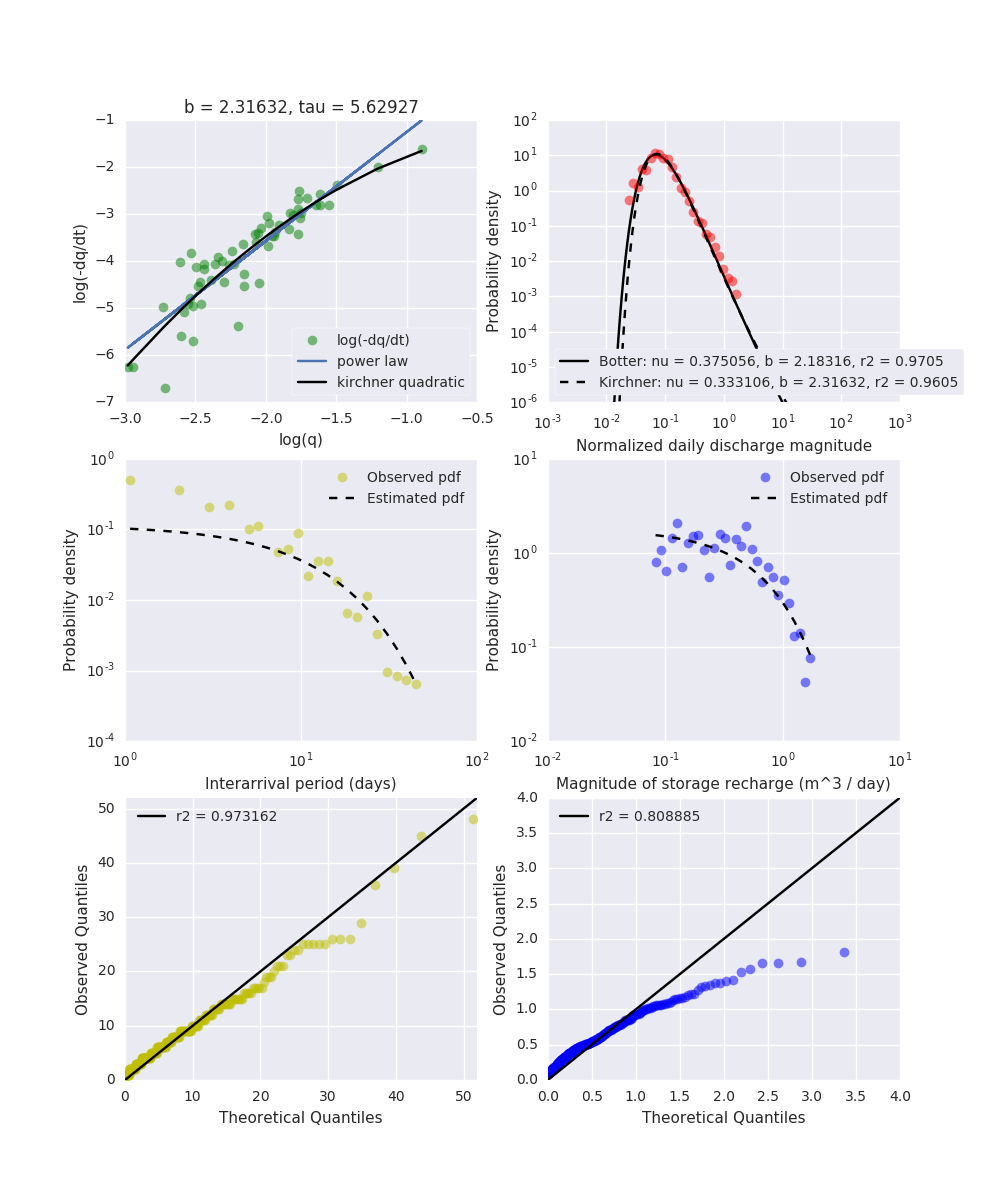 b = 2.31632, tau = 5.62927
−1
−2
−3
−4
−5
−6
−7
log(-dq/dt)
log(-dq/dt)
power law
kirchner quadratic
−3.0 −2.5 −2.0 −1.5 −1.0 −0.5
log(q)
10^2
10^1
10^0
10^-1
10^-2
10^-3
10^-4
10^-5
10^-6
Probability density
Botter: nu = 0.375056, b = 2.18316, r2 = 0.9705
Kirchner: nu = 0.333106, b = 2.31632, r2 = 0.9605
10^-3 10^-2 10^-1 10^0 10^1 10^2 10^3
Normalized daily discharge magnitude
10^0
10^-1
10^-2
10^-3
10^-4
Probability density
Observed pdf
Estimated pdf
10^0 10^1 10^2
Interarrival period (days)
10^1
10^0
10^-1
10^-2
Probability density
Observed pdf
Estimated pdf
10^-2 10^-1 10^0 10^1
Magnitude of storage recharge (m^3 / day)
50
40
30
20
10
0
Observed Quantiles
r2 = 0.973162
0 10 20 30 40 50
Theoretical Quantiles
4.0
3.5
3.0
2.5
2.0
1.5
1.0
0.5
0.0
Observed Quantiles
r2 = 0.808885
0.0 0.5 1.0 1.5 2.0 2.5 3.0 3.5 4.0
Theoretical Quantiles